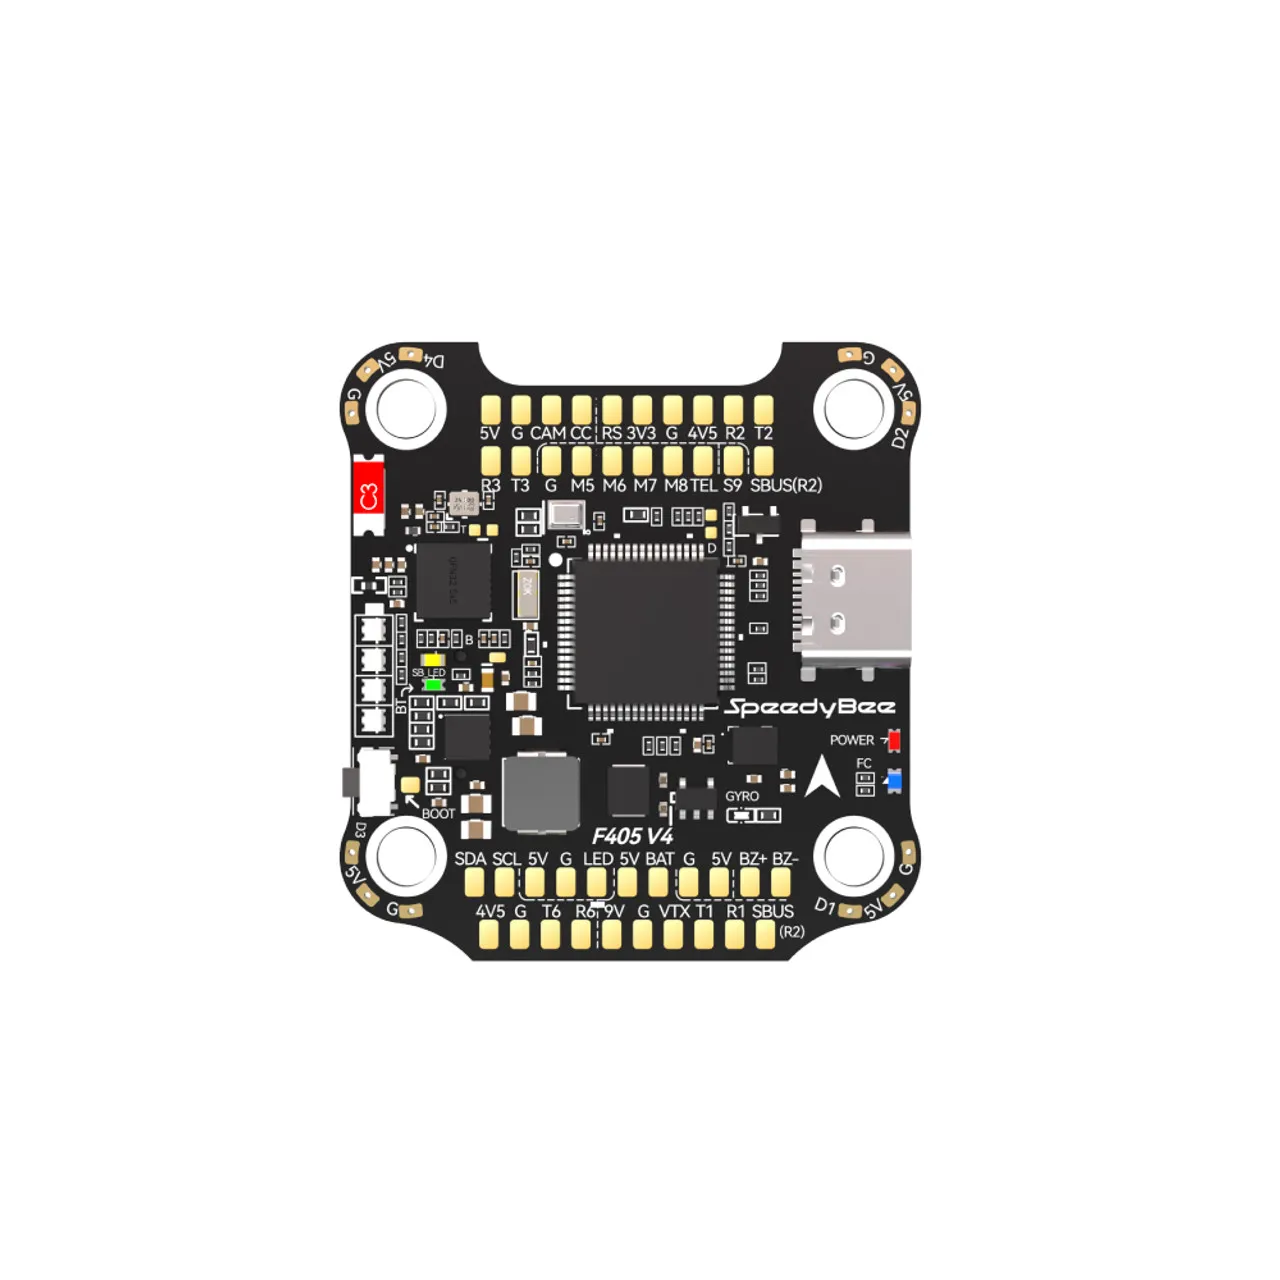 G 5V D4
G 5V D2
5V G CAM CC RS 3V3 G 4V5 R2 T2
R3 T3 G M5 M6 M7 M8 TEL S9 SBUS(R2)
C3
T
D
20K
B
SB_LED
BT
SpeedyBee
POWER
FC
GYRO
BOOT
F405 V4
D3 5V G
SDA SCL 5V G LED 5V BAT G 5V BZ+ BZ-
4V5 G T6 R6 9V G VTX T1 R1 SBUS
(R2)
D1 5V G